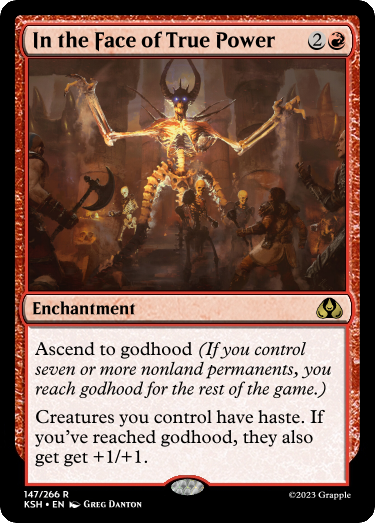 In the Face of True Power 2
Enchantment
Ascend to godhood (If you control
seven or more nonland permanents, you
reach godhood for the rest of the game.)
Creatures you control have haste. If
you've reached godhood, they also
get get +1/+1.
147/266 R
KSH • EN Greg Danton
©2023 Grapple